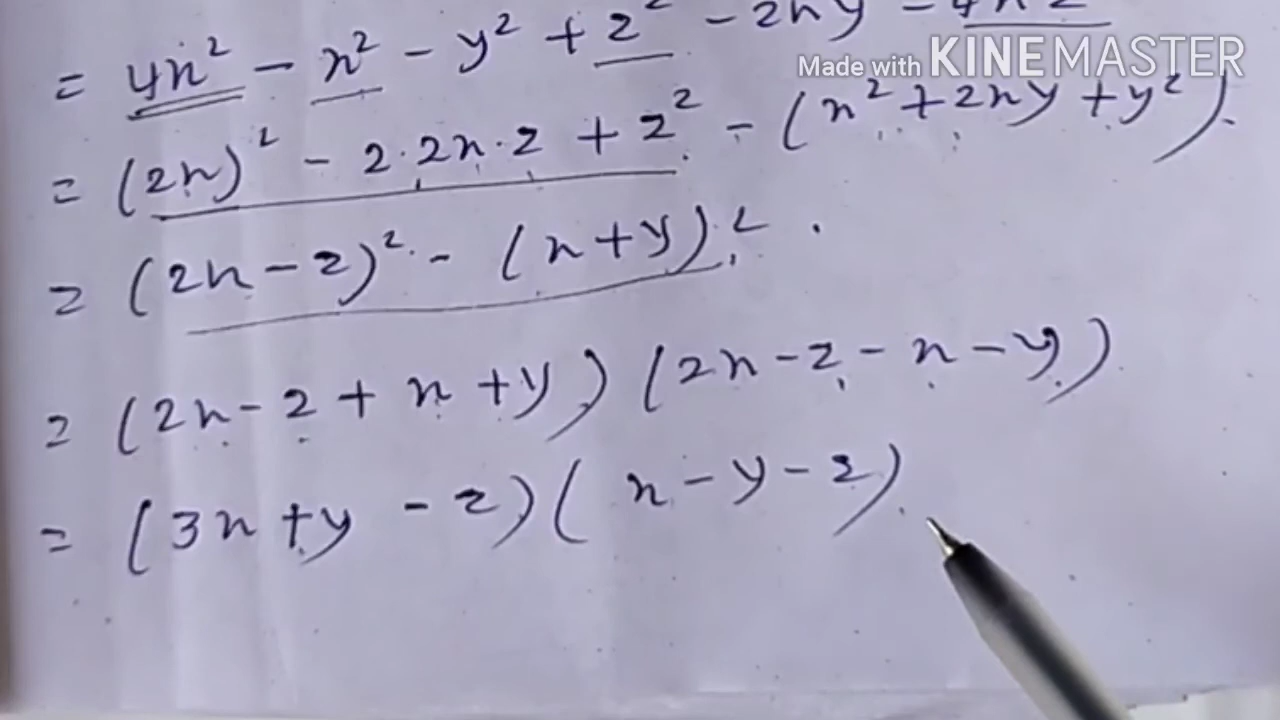 = 4x² - x² - y² + z² - 2xy - 4xz
Made with KINEMASTER
= (2x)² - 2.2x.z + z² - (x² + 2xy + y²).
= (2x - z)² - (x + y)².
= (2x - z + x + y) (2x - z - x - y)
= (3x + y - z) (x - y - z).